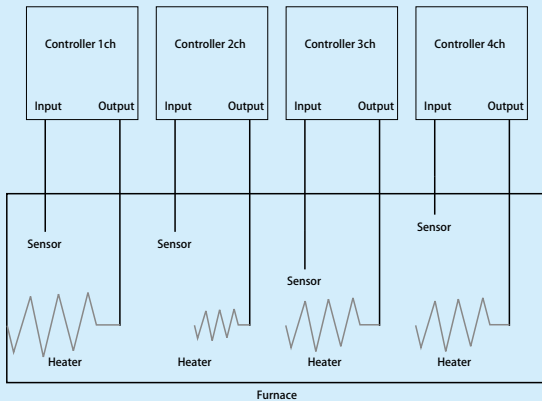 Controller 1ch Controller 2ch Controller 3ch Controller 4ch
Input Output Input Output Input Output Input Output
Sensor Sensor Sensor Sensor
Heater Heater Heater Heater
Furnace